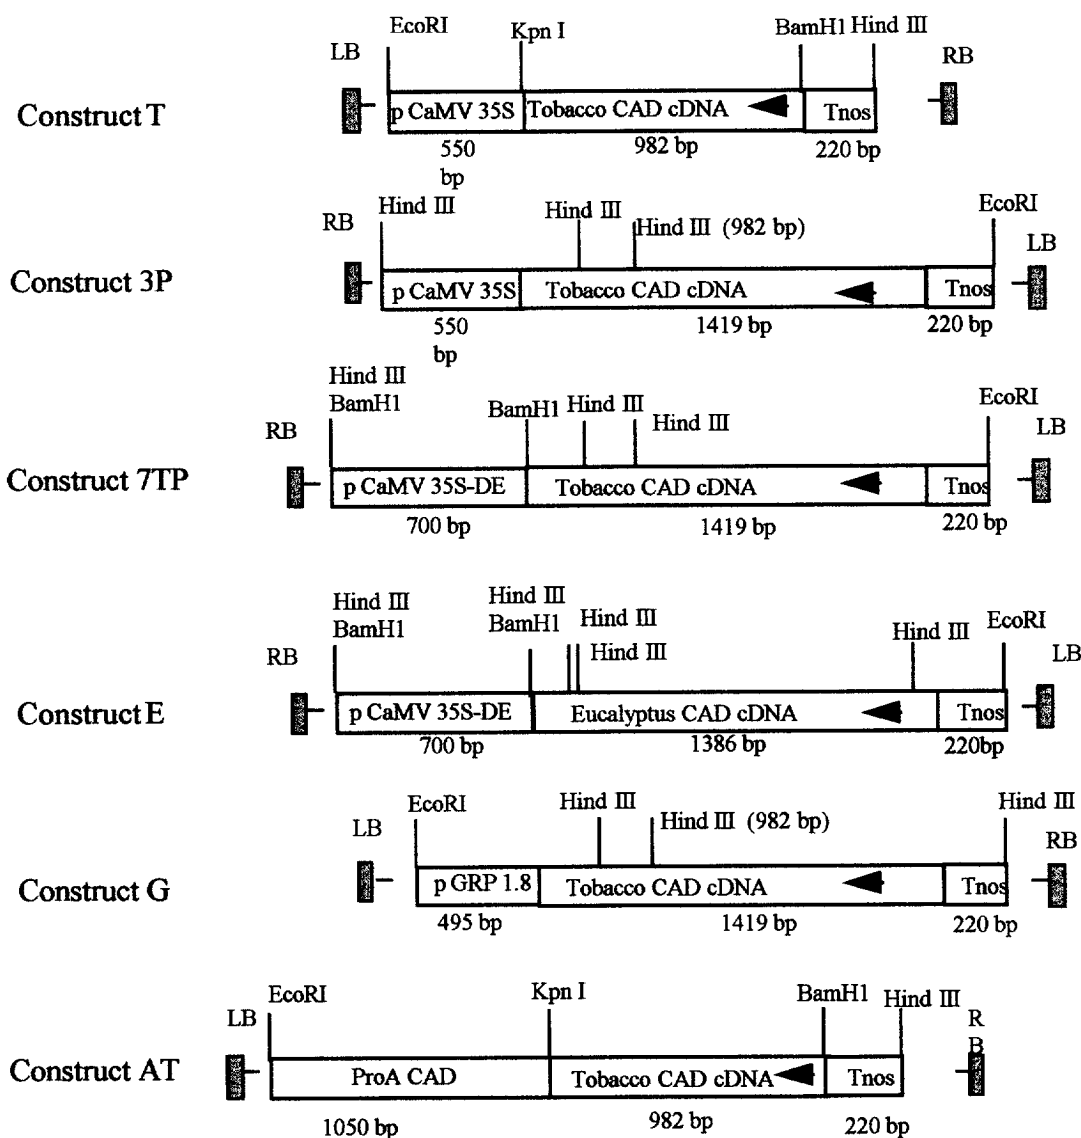 EcoRI
Kpn I
BamH1 Hind III
LB
RB
Construct T
p CaMV 35S Tobacco CAD cDNA Tnos
550 bp
982 bp
220 bp
Hind III
Hind III
Hind III (982 bp)
EcoRI
RB
LB
Construct 3P
p CaMV 35S Tobacco CAD cDNA Tnos
550 bp
1419 bp
220 bp
Hind III
BamH1
BamH1
Hind III
Hind III
EcoRI
RB
LB
Construct 7TP
p CaMV 35S-DE Tobacco CAD cDNA Tnos
700 bp
1419 bp
220 bp
Hind III
BamH1
Hind III
BamH1
Hind III
Hind III
Hind III
EcoRI
RB
LB
Construct E
p CaMV 35S-DE Eucalyptus CAD cDNA Tnos
700 bp
1386 bp
220bp
EcoRI
Hind III
Hind III (982 bp)
Hind III
LB
RB
Construct G
p GRP 1.8 Tobacco CAD cDNA Tnos
495 bp
1419 bp
220 bp
EcoRI
Kpn I
BamH1
Hind III
LB
R
B
Construct AT
ProA CAD Tobacco CAD cDNA Tnos
1050 bp
982 bp
220 bp